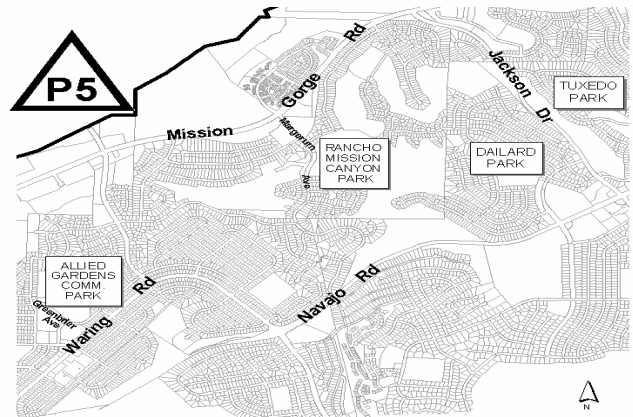 P5
Mission Gorge Rd
Jackson Dr
TUXEDO
PARK
Margerum
Ave
RANCHO
MISSION
CANYON
PARK
DAILARD
PARK
ALLIED
GARDENS
COMM.
PARK
Greenbrier
Ave
Waring Rd
Navajo Rd
N